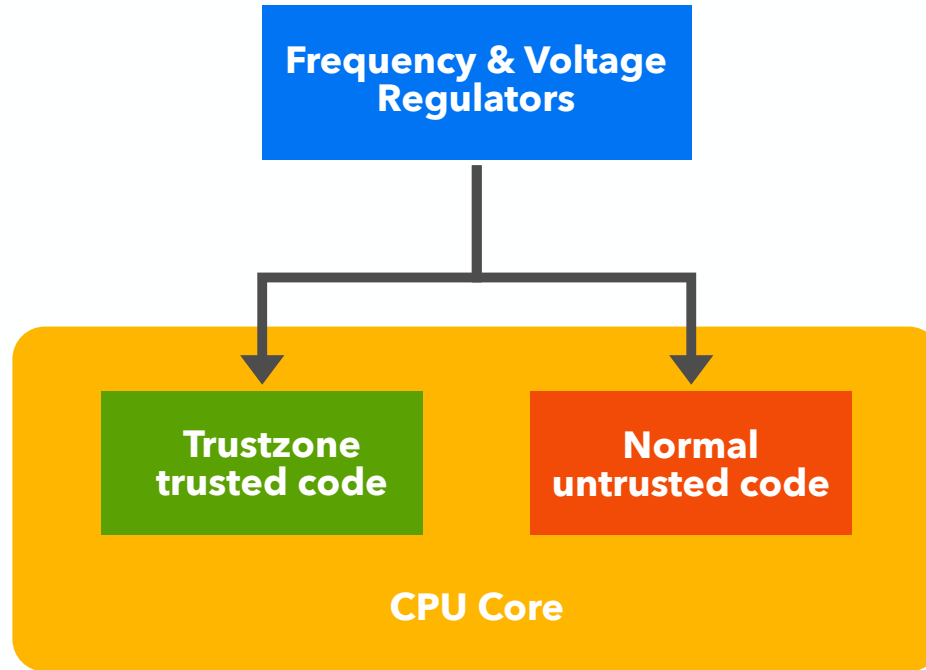 Frequency & Voltage
Regulators
Trustzone
trusted code
Normal
untrusted code
CPU Core